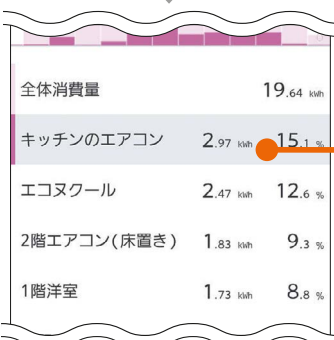 全体消費量 19.64 kWh
キッチンのエアコン 2.97 kWh 15.1 %
エコヌクール 2.47 kWh 12.6 %
2階エアコン(床置き) 1.83 kWh 9.3 %
1階洋室 1.73 kWh 8.8 %